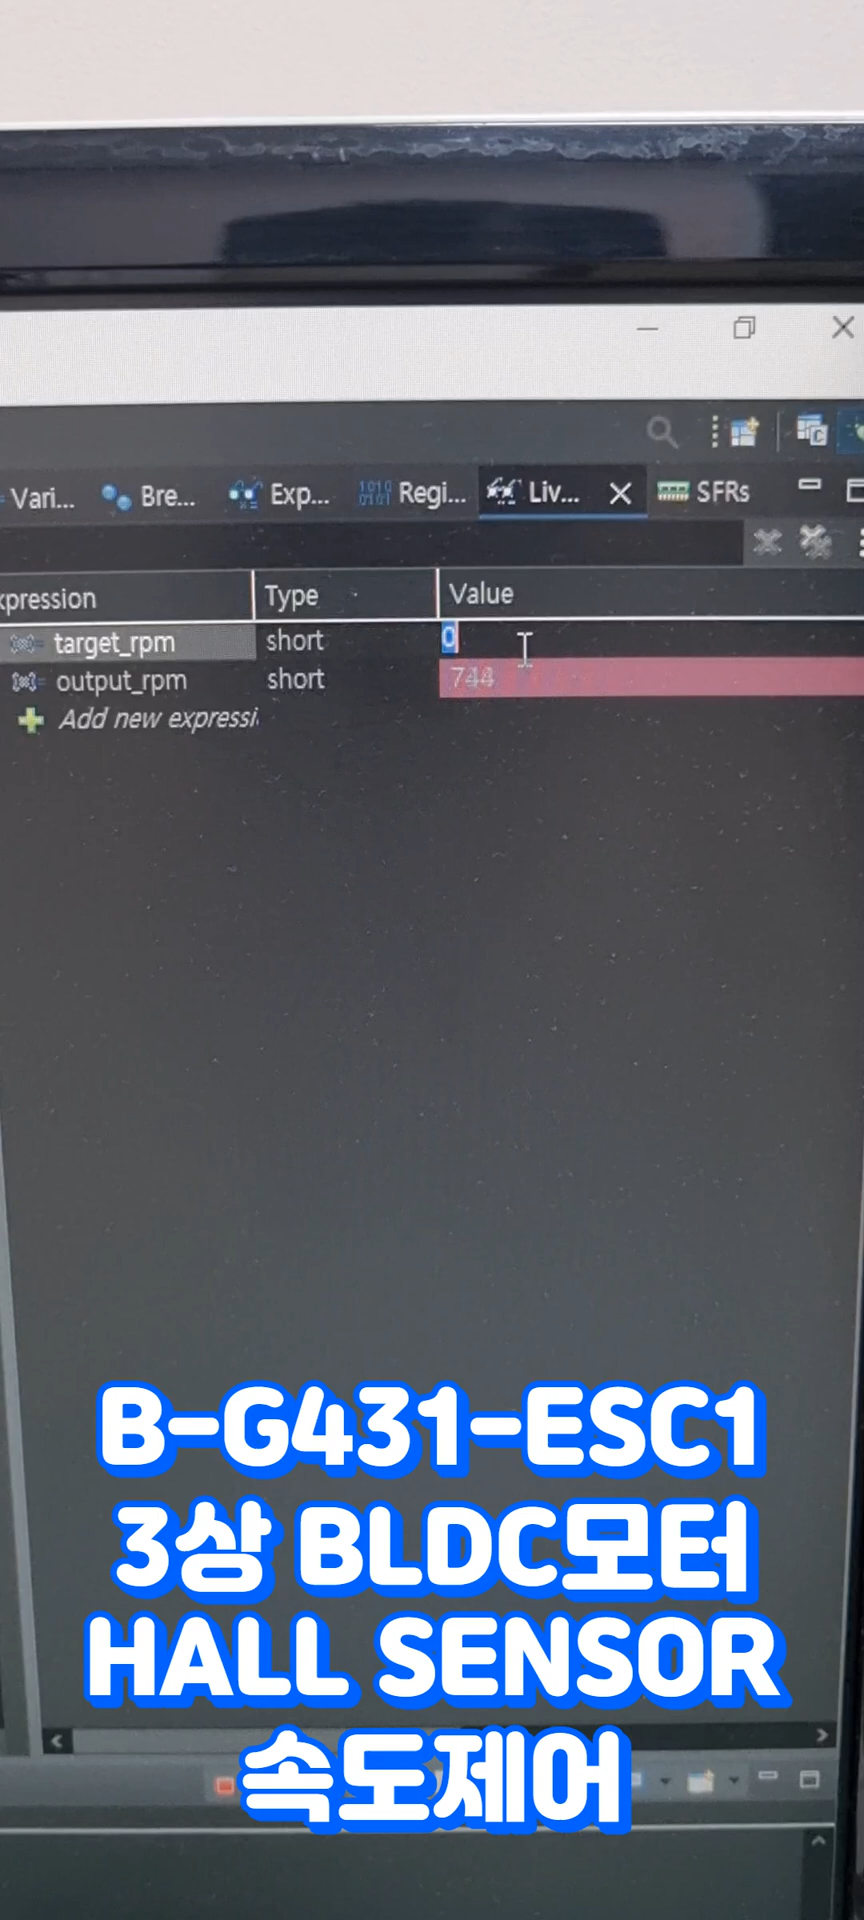 Vari...
Bre...
Exp...
Regi...
Liv...
SFRs
xpression
Type
Value
target_rpm
short
0
output_rpm
short
744
Add new expressi
B-G431-ESC1
3상 BLDC모터
HALL SENSOR
속도제어